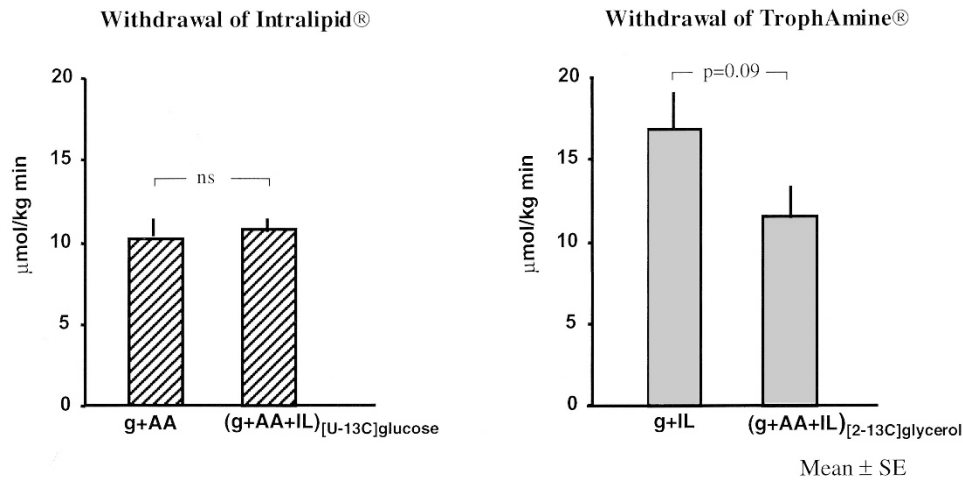 Withdrawal of Intralipid®
20
15
10
5
0
μmol/kg min
ns
g+AA
(g+AA+IL)[U-13C]glucose
Withdrawal of TrophAmine®
20
15
10
5
0
μmol/kg min
p=0.09
g+IL
(g+AA+IL)[2-13C]glycerol
Mean ± SE